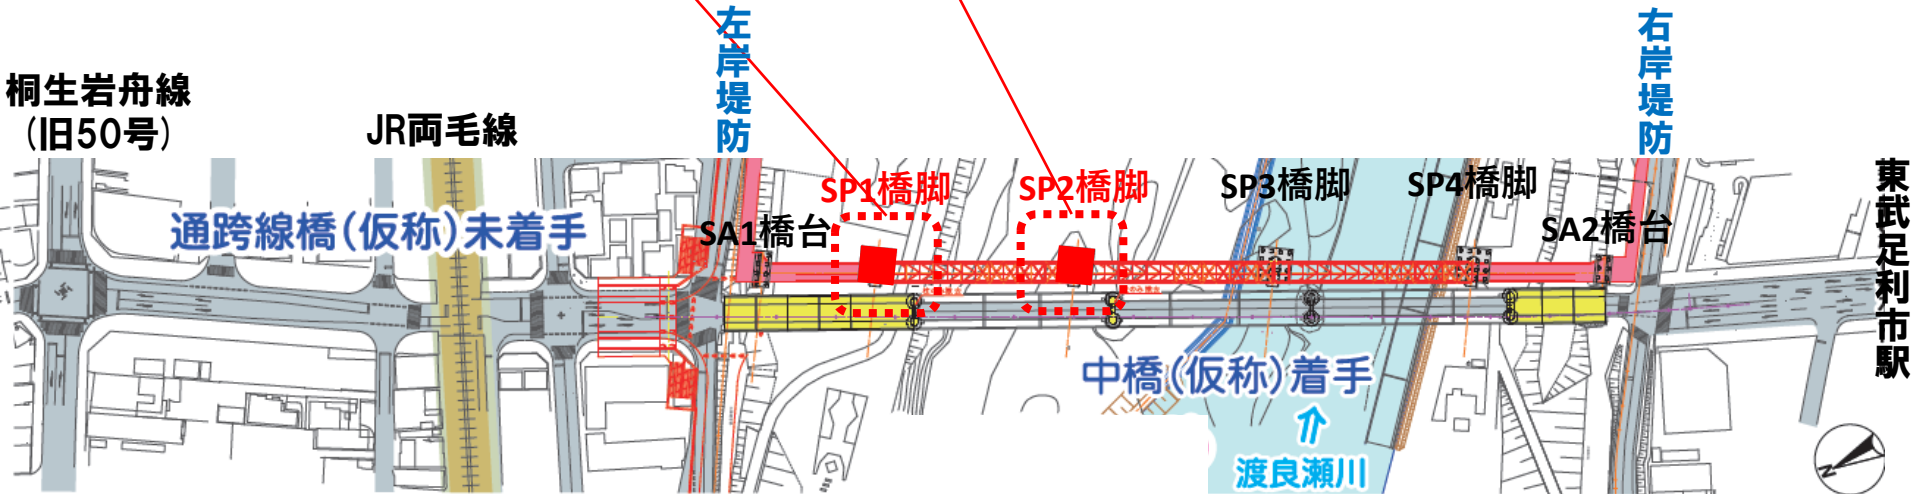 左岸堤防
右岸堤防
桐生岩舟線
(旧50号)
JR両毛線
東武足利市駅
SP1橋脚
SP2橋脚
SP3橋脚
SP4橋脚
通跨線橋(仮称)未着手
SA1橋台
SA2橋台
中橋(仮称)着手
渡良瀬川
N